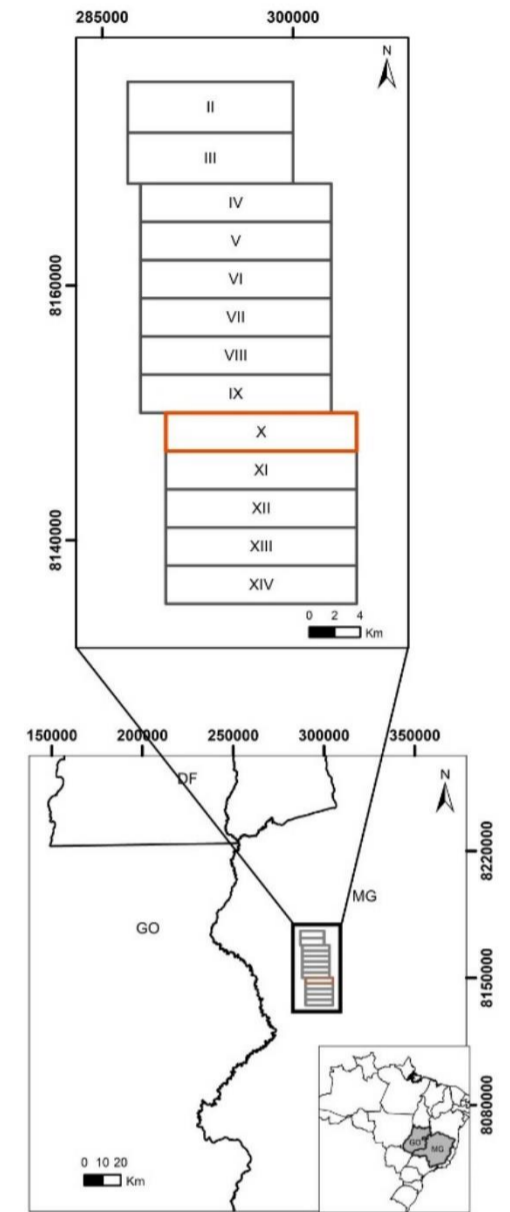 285000 300000
N
II
III
IV
V
8160000
VI
VII
VIII
IX
X
XI
XII
8140000
XIII
XIV
0 2 4
Km
150000 200000 250000 300000 350000
DF
N
8220000
MG
GO
8150000
8080000
GO
MG
0 10 20
Km